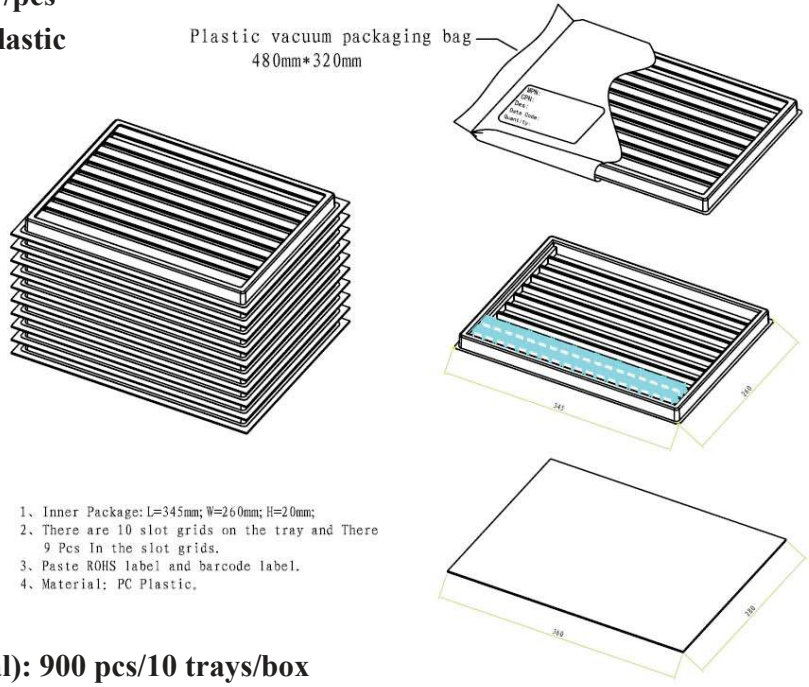 /pcs
lastic
Plastic vacuum packaging bag
480mm*320mm
MPN:
CPN:
Des:
Date Code:
Quantity:
345
260
1、Inner Package:L=345mm;W=260mm;H=20mm;
2、There are 10 slot grids on the tray and There
9 Pcs In the slot grids.
3、Paste ROHS label and barcode label.
4、Material: PC Plastic.
360
280
al): 900 pcs/10 trays/box